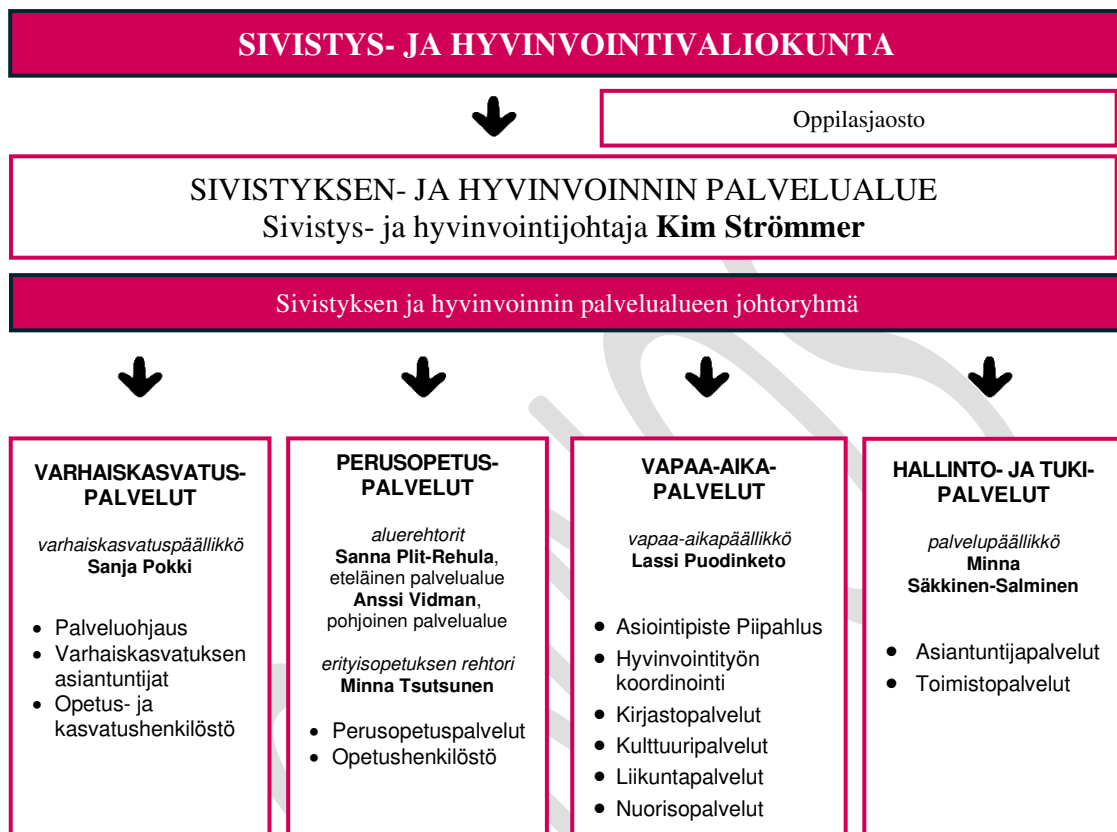 SIVISTYS- JA HYVINVOINTIVALIOKUNTA
Oppilasjaosto
SIVISTYKSEN- JA HYVINVOINNIN PALVELUALUE
Sivistys- ja hyvinvointijohtaja Kim Strömmer
Sivistyksen ja hyvinvoinnin palvelualueen johtoryhmä
VARHAISKASVATUS-
PALVELUT
varhaiskasvatuspäällikkö
Sanja Pokki
• Palveluohjaus
• Varhaiskasvatuksen
asiantuntijat
• Opetus- ja
kasvatushenkilöstö
PERUSOPETUS-
PALVELUT
aluerehtorit
Sanna Plit-Rehula,
eteläinen palvelualue
Anssi Vidman,
pohjoinen palvelualue
erityisopetuksen rehtori
Minna Tsutsunen
• Perusopetuspalvelut
• Opetushenkilöstö
VAPAA-AIKA-
PALVELUT
vapaa-aikapäällikkö
Lassi Puodinketo
• Asiointipiste Piipahlus
• Hyvinvointityön
koordinointi
• Kirjastopalvelut
• Kulttuuripalvelut
• Liikuntapalvelut
• Nuorisopalvelut
HALLINTO- JA TUKI-
PALVELUT
palvelupäällikkö
Minna
Säkkinen-Salminen
• Asiantuntijapalvelut
• Toimistopalvelut